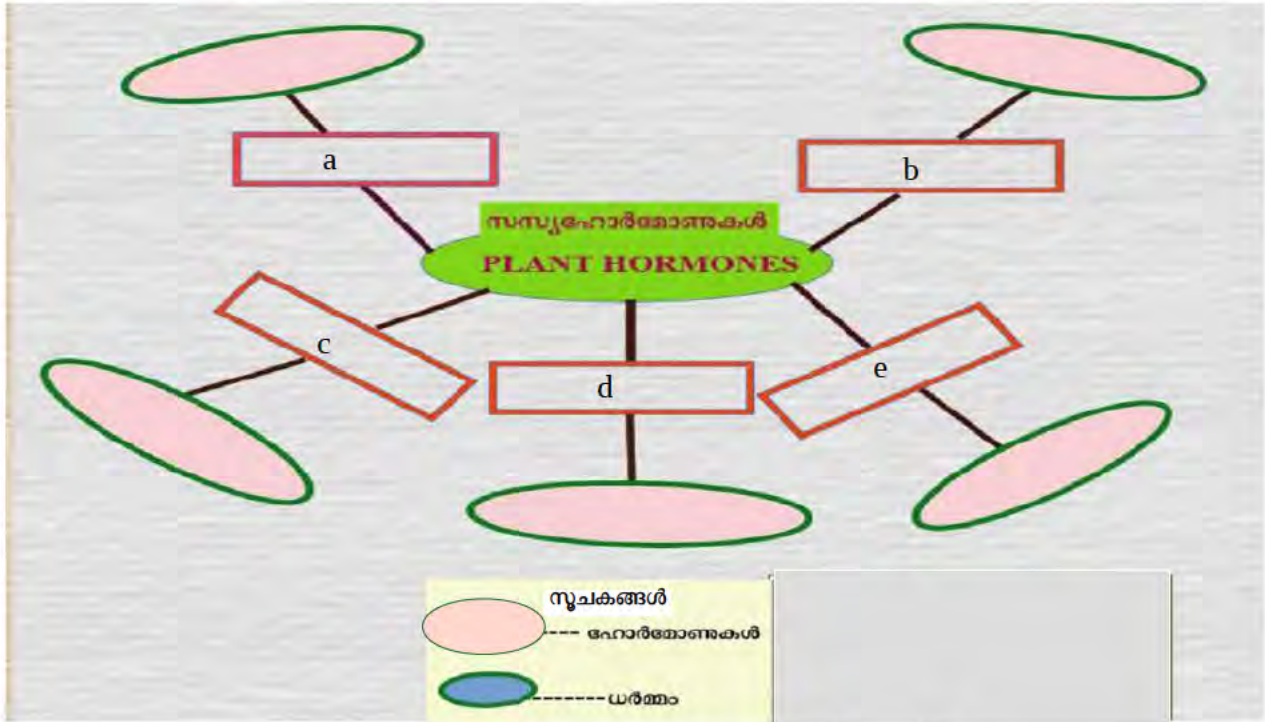 a
b
സസ്യഹോർമോണുകൾ
PLANT HORMONES
c
d
e
സൂചകങ്ങൾ
---- ഹോർമോണുകൾ
---------ധർമ്മം